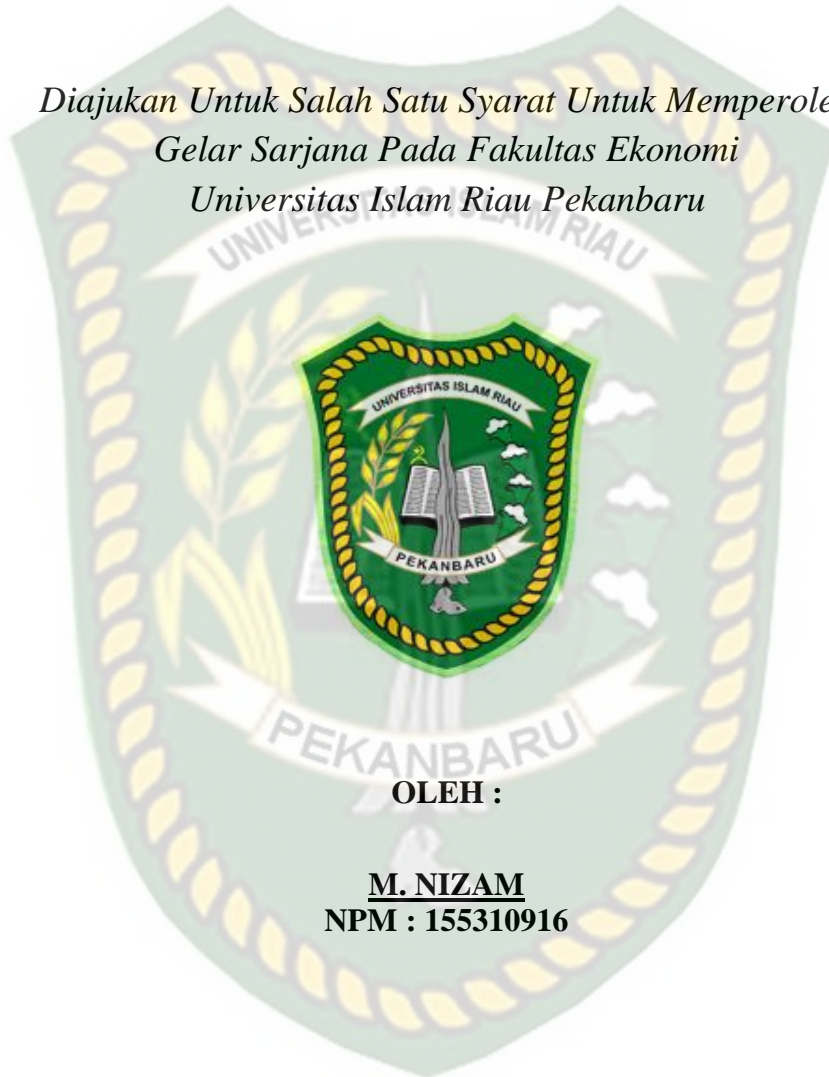 Diajukan Untuk Salah Satu Syarat Untuk Memperole
Gelar Sarjana Pada Fakultas Ekonomi
Universitas Islam Riau Pekanbaru
UNIVERSITAS ISLAM RIAU
UNIVERSITAS ISLAM RIAU
PEKANBARU
PEKANBARU
OLEH :
M. NIZAM
NPM : 155310916